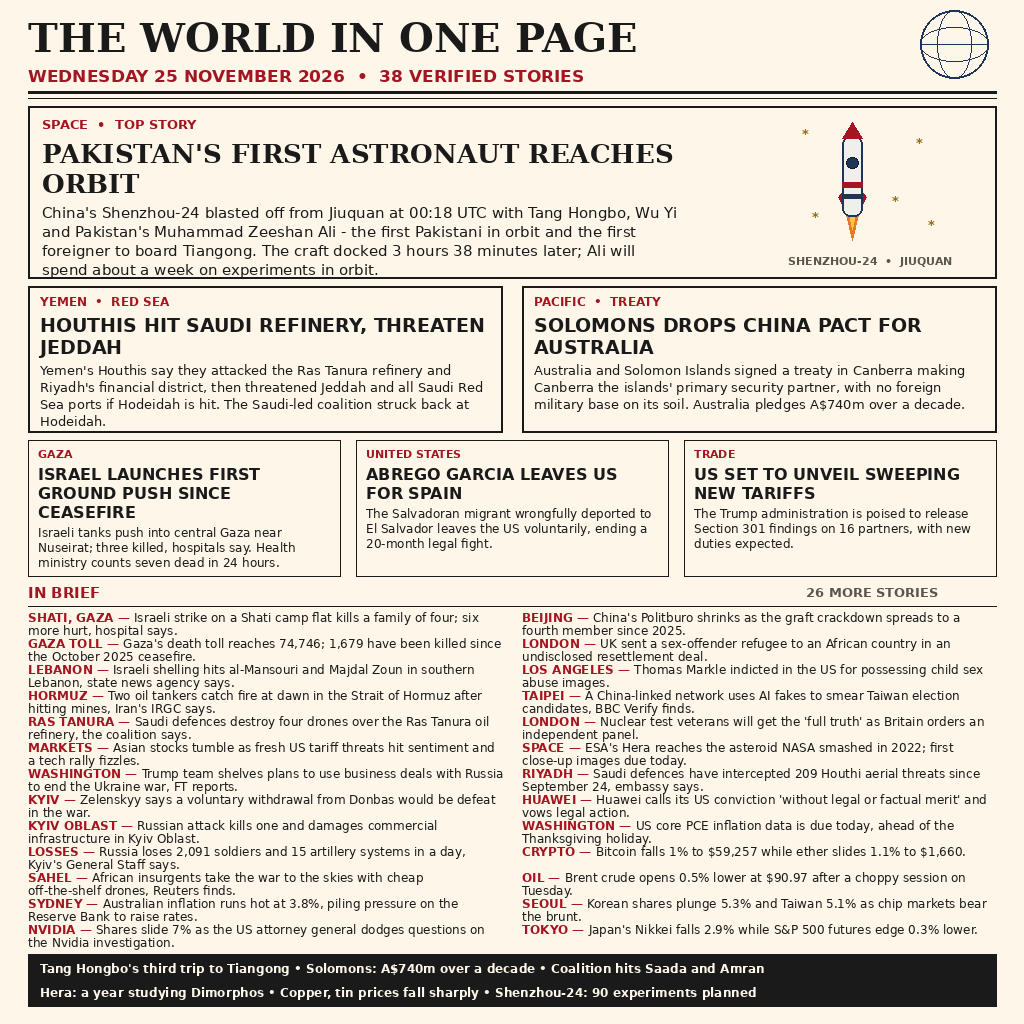 THE WORLD IN ONE PAGE
WEDNESDAY 25 NOVEMBER 2026 • 38 VERIFIED STORIES
SPACE • TOP STORY
PAKISTAN'S FIRST ASTRONAUT REACHES
ORBIT
China's Shenzhou-24 blasted off from Jiuquan at 00:18 UTC with Tang Hongbo, Wu Yi
and Pakistan's Muhammad Zeeshan Ali - the first Pakistani in orbit and the first
foreigner to board Tiangong. The craft docked 3 hours 38 minutes later; Ali will
spend about a week on experiments in orbit.
SHENZHOU-24 • JIUQUAN
YEMEN • RED SEA
HOUTHIS HIT SAUDI REFINERY, THREATEN
JEDDAH
Yemen's Houthis say they attacked the Ras Tanura refinery and
Riyadh's financial district, then threatened Jeddah and all Saudi Red
Sea ports if Hodeidah is hit. The Saudi-led coalition struck back at
Hodeidah.
PACIFIC • TREATY
SOLOMONS DROPS CHINA PACT FOR
AUSTRALIA
Australia and Solomon Islands signed a treaty in Canberra making
Canberra the islands' primary security partner, with no foreign
military base on its soil. Australia pledges A$740m over a decade.
GAZA
ISRAEL LAUNCHES FIRST
GROUND PUSH SINCE
CEASEFIRE
Israeli tanks push into central Gaza near
Nuseirat; three killed, hospitals say. Health
ministry counts seven dead in 24 hours.
UNITED STATES
ABREGO GARCIA LEAVES US
FOR SPAIN
The Salvadoran migrant wrongfully deported to
El Salvador leaves the US voluntarily, ending a
20-month legal fight.
TRADE
US SET TO UNVEIL SWEEPING
NEW TARIFFS
The Trump administration is poised to release
Section 301 findings on 16 partners, with new
duties expected.
IN BRIEF
26 MORE STORIES
SHATI, GAZA — Israeli strike on a Shati camp flat kills a family of four; six
more hurt, hospital says.
GAZA TOLL — Gaza's death toll reaches 74,746; 1,679 have been killed since
the October 2025 ceasefire.
LEBANON — Israeli shelling hits al-Mansouri and Majdal Zoun in southern
Lebanon, state news agency says.
HORMUZ — Two oil tankers catch fire at dawn in the Strait of Hormuz after
hitting mines, Iran's IRGC says.
RAS TANURA — Saudi defences destroy four drones over the Ras Tanura oil
refinery, the coalition says.
MARKETS — Asian stocks tumble as fresh US tariff threats hit sentiment and
a tech rally fizzles.
WASHINGTON — Trump team shelves plans to use business deals with Russia
to end the Ukraine war, FT reports.
KYIV — Zelenskyy says a voluntary withdrawal from Donbas would be defeat
in the war.
KYIV OBLAST — Russian attack kills one and damages commercial
infrastructure in Kyiv Oblast.
LOSSES — Russia loses 2,091 soldiers and 15 artillery systems in a day,
Kyiv's General Staff says.
SAHEL — African insurgents take the war to the skies with cheap
off-the-shelf drones, Reuters finds.
SYDNEY — Australian inflation runs hot at 3.8%, piling pressure on the
Reserve Bank to raise rates.
NVIDIA — Shares slide 7% as the US attorney general dodges questions on
the Nvidia investigation.
BEIJING — China's Politburo shrinks as the graft crackdown spreads to a
fourth member since 2025.
LONDON — UK sent a sex-offender refugee to an African country in an
undisclosed resettlement deal.
LOS ANGELES — Thomas Markle indicted in the US for possessing child sex
abuse images.
TAIPEI — A China-linked network uses AI fakes to smear Taiwan election
candidates, BBC Verify finds.
LONDON — Nuclear test veterans will get the 'full truth' as Britain orders an
independent panel.
SPACE — ESA's Hera reaches the asteroid NASA smashed in 2022; first
close-up images due today.
RIYADH — Saudi defences have intercepted 209 Houthi aerial threats since
September 24, embassy says.
HUAWEI — Huawei calls its US conviction 'without legal or factual merit' and
vows legal action.
WASHINGTON — US core PCE inflation data is due today, ahead of the
Thanksgiving holiday.
CRYPTO — Bitcoin falls 1% to $59,257 while ether slides 1.1% to $1,660.
OIL — Brent crude opens 0.5% lower at $90.97 after a choppy session on
Tuesday.
SEOUL — Korean shares plunge 5.3% and Taiwan 5.1% as chip markets bear
the brunt.
TOKYO — Japan's Nikkei falls 2.9% while S&P 500 futures edge 0.3% lower.
Tang Hongbo's third trip to Tiangong • Solomons: A$740m over a decade • Coalition hits Saada and Amran
Hera: a year studying Dimorphos • Copper, tin prices fall sharply • Shenzhou-24: 90 experiments planned